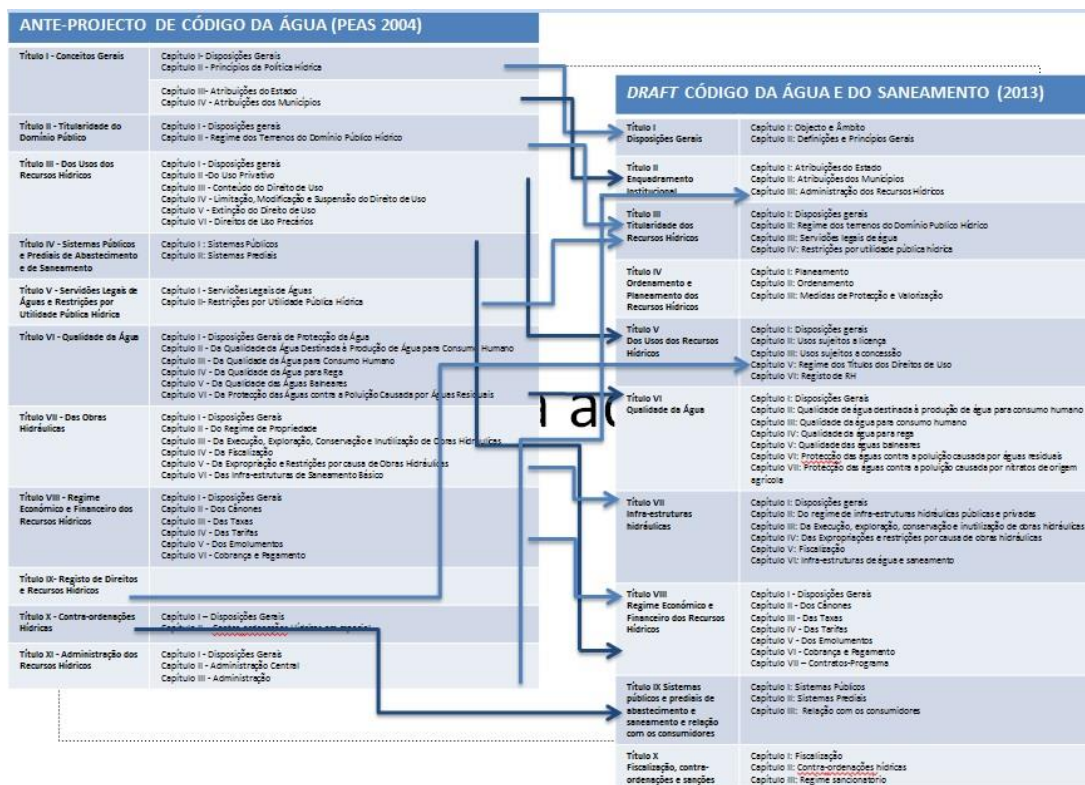 ANTE-PROJECTO DE CÓDIGO DA ÁGUA (PEAS 2004)
Título I - Conceitos Gerais
Capítulo I- Disposições Gerais
Capítulo II - Princípios da Política Hídrica
Capítulo III- Atribuições do Estado
Capítulo IV - Atribuições dos Municípios
Título II - Titularidade do
Domínio Público
Capítulo I - Disposições gerais
Capítulo II - Regime dos Terrenos do Domínio Público Hídrico
Título III - Dos Usos dos
Recursos Hídricos
Capítulo I - Disposições gerais
Capítulo II -Do Uso Privativo
Capítulo III - Conteúdo do Direito de Uso
Capítulo IV - Limitação, Modificação e Suspensão do Direito de Uso
Capítulo V - Extinção do Direito de Uso
Capítulo VI - Direitos de Uso Precários
Título IV - Sistemas Públicos
e Prediais de Abastecimento
e de Saneamento
Capítulo I : Sistemas Públicos
Capítulo II: Sistemas Prediais
Título V - Servidões Legais de
Águas e Restrições por
Utilidade Pública Hídrica
Capítulo I - Servidões Legais de Águas
Capítulo II- Restrições por Utilidade Pública Hídrica
Título VI - Qualidade da Água
Capítulo I - Disposições Gerais de Protecção da Água
Capítulo II - Da Qualidade da Água Destinada à Produção de Água para Consumo Humano
Capítulo III - Da Qualidade da Água para Consumo Humano
Capítulo IV - Da Qualidade da Água para Rega
Capítulo V - Da Qualidade das Águas Balneares
Capítulo VI - Da Protecção das Águas contra a Poluição Causada por Águas Residuais
Título VII - Das Obras
Hidráulicas
Capítulo I - Disposições Gerais
Capítulo II - Do Regime de Propriedade
Capítulo III - Da Execução, Exploração, Conservação e Inutilização de Obras Hidráulicas
Capítulo IV - Da Fiscalização
Capítulo V - Da Expropriação e Restrições por causa de Obras Hidráulicas
Capítulo VI - Das Infra-estruturas de Saneamento Básico
Título VIII - Regime
Económico e Financeiro dos
Recursos Hídricos
Capítulo I - Disposições Gerais
Capítulo II - Dos Cânones
Capítulo III - Das Taxas
Capítulo IV - Das Tarifas
Capítulo V - Dos Emolumentos
Capítulo VI - Cobrança e Pagamento
Título IX- Registo de Direitos
e Recursos Hídricos
Título X - Contra-ordenações
Hídricas
Capítulo I – Disposições Gerais
Título XI - Administração dos
Recursos Hídricos
Capítulo I - Disposições Gerais
Capítulo II - Administração Central
Capítulo III - Administração
DRAFT CÓDIGO DA ÁGUA E DO SANEAMENTO (2013)
Título I
Disposições Gerais
Capítulo I: Objecto e Âmbito
Capítulo II: Definições e Princípios Gerais
Título II
Enquadramento
Institucional
Capítulo I: Atribuições do Estado
Capítulo II: Atribuições dos Municípios
Capítulo III: Administração dos Recursos Hídricos
Título III
Titularidade dos
Recursos Hídricos
Capítulo I: Disposições gerais
Capítulo II: Regime dos terrenos do Domínio Publico Hídrico
Capítulo III: Servidões legais de água
Capítulo IV: Restrições por utilidade pública hídrica
Título IV
Ordenamento e
Planeamento dos
Recursos Hídricos
Capítulo I: Planeamento
Capítulo II: Ordenamento
Capítulo III: Medidas de Protecção e Valorização
Título V
Dos Usos dos Recursos
Hídricos
Capítulo I: Disposições gerais
Capítulo II: Usos sujeitos a licença
Capítulo III: Usos sujeitos a concessão
Capítulo V: Regime dos Títulos dos Direitos de Uso
Capítulo VI: Registo de RH
Título VI
Qualidade da Água
Capítulo I: Disposições Gerais
Capítulo II: Qualidade da água destinada à produção de água para consumo humano
Capítulo III: Qualidade da água para consumo humano
Capítulo IV: Qualidade da água para rega
Capítulo V: Qualidade das águas balneares
Capítulo VI: Protecção das águas contra a poluição causada por águas residuais
Capítulo VII: Protecção das águas contra a poluição causada por nitratos de origem
agrícola
Título VII
Infra-estruturas
hidráulicas
Capítulo I: Disposições gerais
Capítulo II: Do regime de infra-estruturas hidráulicas públicas e privadas
Capítulo III: Da Execução, exploração, conservação e inutilização de obras hidráulicas
Capítulo IV: Das Expropriações e restrições por causa de obras hidráulicas
Capítulo V: Fiscalização
Capítulo VI: Infra-estruturas de água e saneamento
Título VIII
Regime Económico e
Financeiro dos Recursos
Hídricos
Capítulo I - Disposições Gerais
Capítulo II - Dos Cânones
Capítulo III - Das Taxas
Capítulo IV - Das Tarifas
Capítulo V - Dos Emolumentos
Capítulo VI - Cobrança e Pagamento
Capítulo VII – Contratos-Programa
Título IX Sistemas
públicos e prediais de
abastecimento e
saneamento e relação
com os consumidores
Capítulo I: Sistemas Públicos
Capítulo II: Sistemas Prediais
Capítulo III: Relação com os consumidores
Título X
Fiscalização, contra-
ordenações e sanções
Capítulo I: Fiscalização
Capítulo II: Contra-ordenações hídricas
Capítulo III: Regime sancionatório